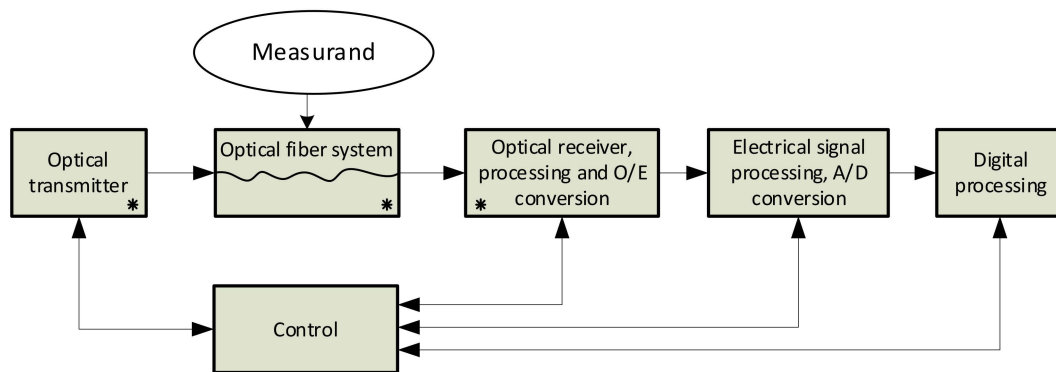 Measurand
Optical
transmitter
*
Optical fiber system
*
Optical receiver,
processing and O/E
conversion
*
Electrical signal
processing, A/D
conversion
Digital
processing
Control